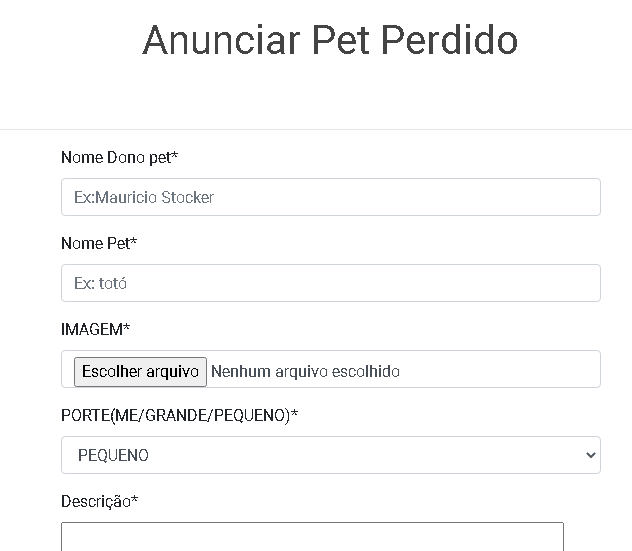 Anunciar Pet Perdido
Nome Dono pet*
Ex:Mauricio Stocker
Nome Pet*
Ex: totó
IMAGEM*
Escolher arquivo Nenhum arquivo escolhido
PORTE(ME/GRANDE/PEQUENO)*
PEQUENO
Descrição*